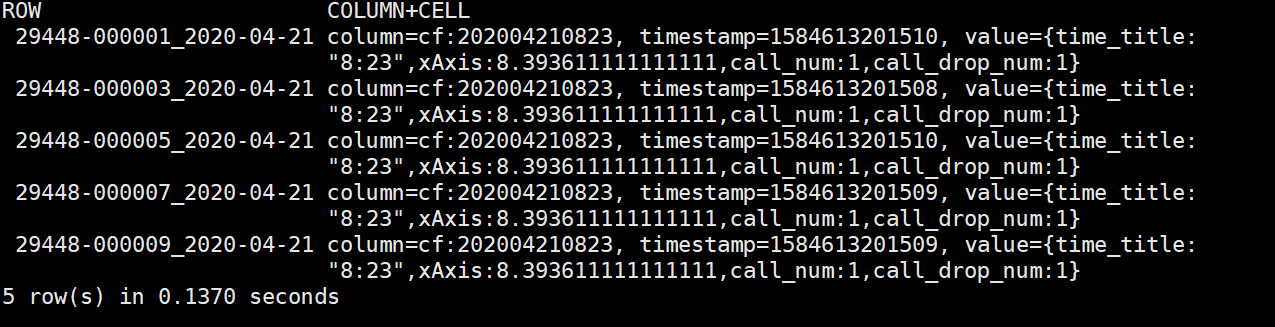 ROW COLUMN+CELL
29448-000001_2020-04-21 column=cf:202004210823, timestamp=1584613201510, value={time_title:
"8:23",xAxis:8.393611111111111,call_num:1,call_drop_num:1}
29448-000003_2020-04-21 column=cf:202004210823, timestamp=1584613201508, value={time_title:
"8:23",xAxis:8.393611111111111,call_num:1,call_drop_num:1}
29448-000005_2020-04-21 column=cf:202004210823, timestamp=1584613201510, value={time_title:
"8:23",xAxis:8.393611111111111,call_num:1,call_drop_num:1}
29448-000007_2020-04-21 column=cf:202004210823, timestamp=1584613201509, value={time_title:
"8:23",xAxis:8.393611111111111,call_num:1,call_drop_num:1}
29448-000009_2020-04-21 column=cf:202004210823, timestamp=1584613201509, value={time_title:
"8:23",xAxis:8.393611111111111,call_num:1,call_drop_num:1}
5 row(s) in 0.1370 seconds